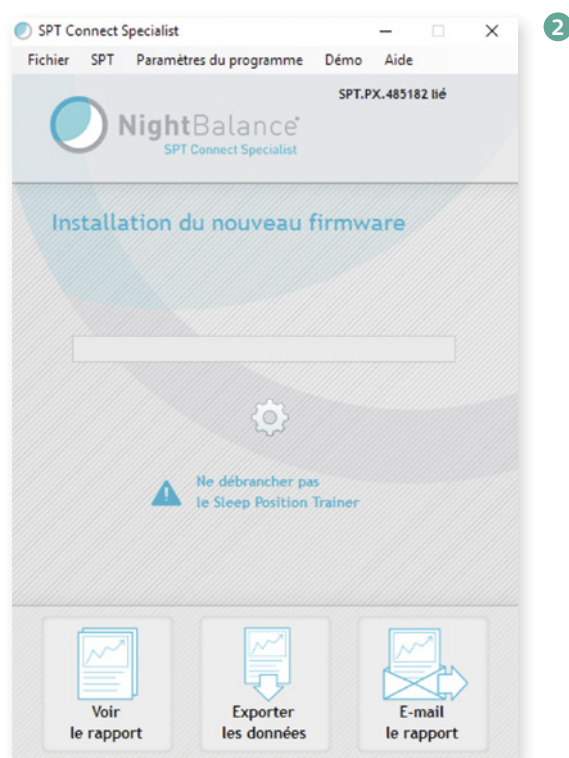 SPT Connect Specialist
2
Fichier SPT Paramètres du programme Démo Aide
SPT.PX.485182 lié
NightBalance
SPT Connect Specialist
Installation du nouveau firmware
Ne débrancher pas
le Sleep Position Trainer
Voir
le rapport
Exporter
les données
E-mail
le rapport